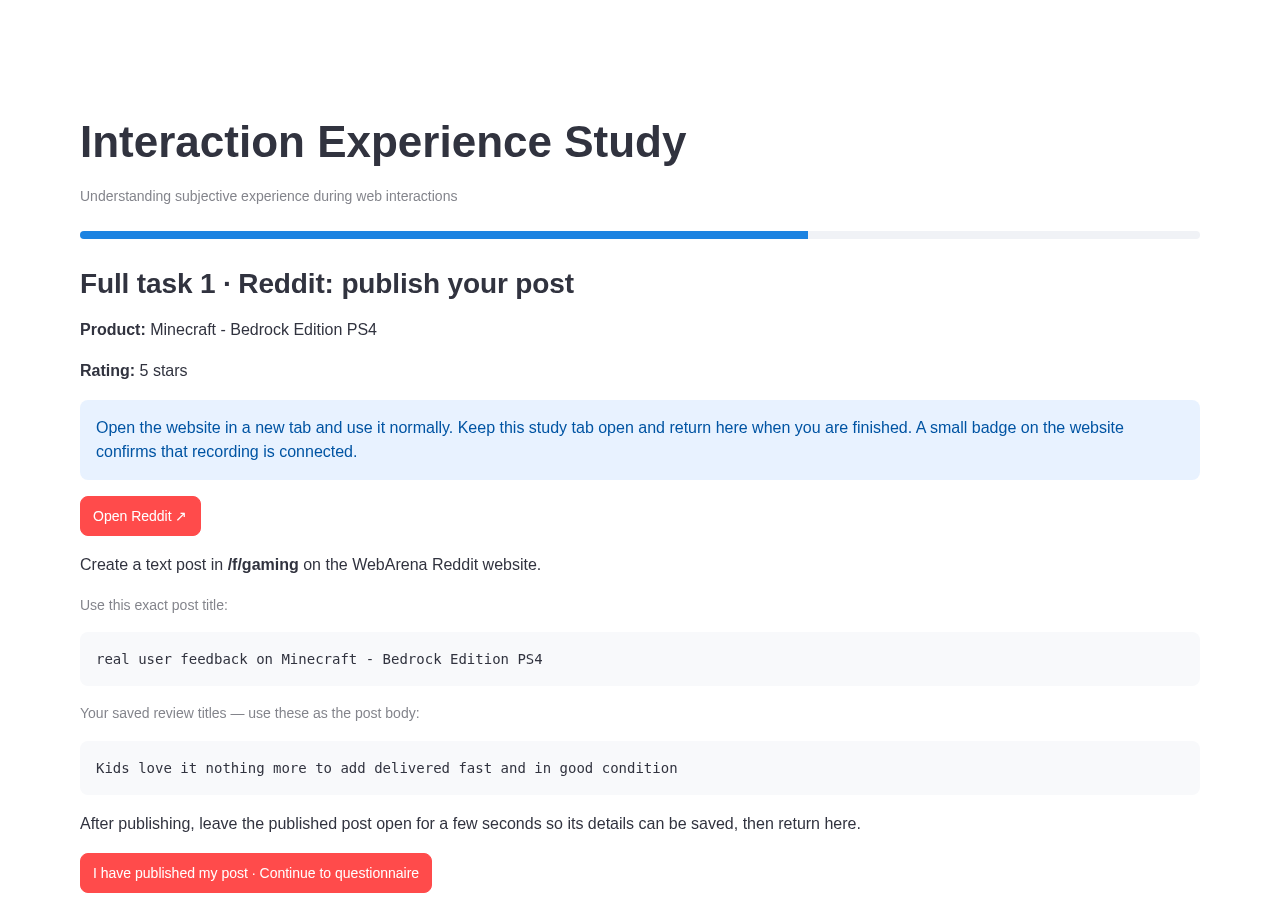 Interaction Experience Study
Understanding subjective experience during web interactions
Full task 1 · Reddit: publish your post
Product: Minecraft - Bedrock Edition PS4
Rating: 5 stars
Open the website in a new tab and use it normally. Keep this study tab open and return here when you are finished. A small badge on the website
confirms that recording is connected.
Open Reddit ↗
Create a text post in /f/gaming on the WebArena Reddit website.
Use this exact post title:
real user feedback on Minecraft - Bedrock Edition PS4
Your saved review titles — use these as the post body:
Kids love it nothing more to add delivered fast and in good condition
After publishing, leave the published post open for a few seconds so its details can be saved, then return here.
I have published my post · Continue to questionnaire